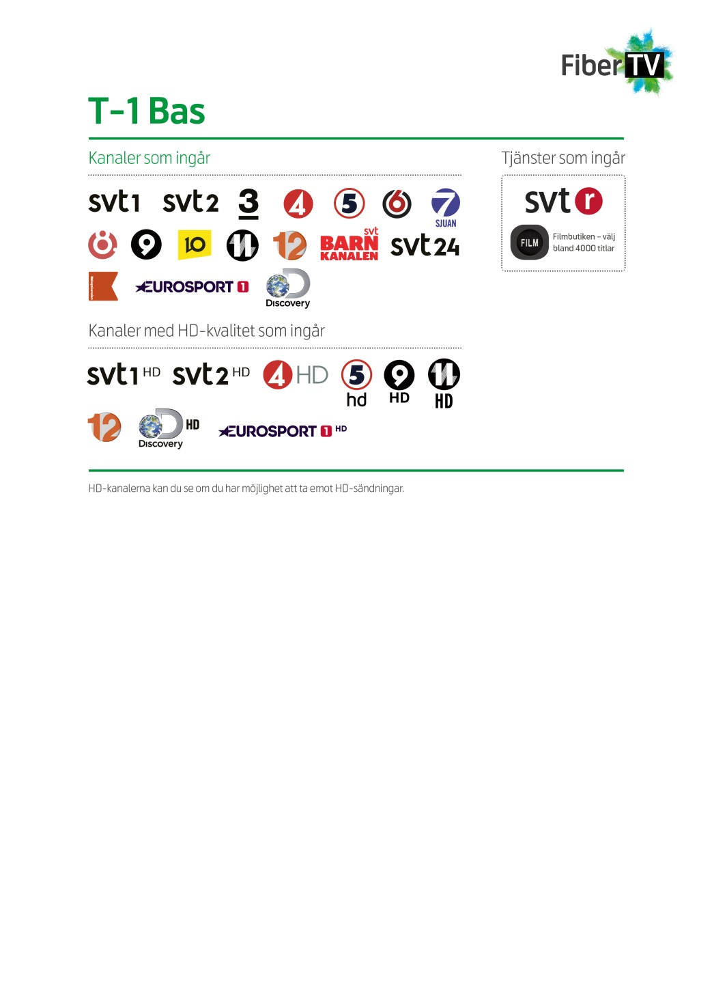 FiberTV
T-1 Bas
Kanaler som ingår
Tjänster som ingår
svt1 svt2 3 4 5 6 7
SJUAN
svt r
8 9 10 11 12 svt BARN KANALEN svt24
FILM Filmbutiken – välj
bland 4000 titlar
EUROSPORT 1 Discovery
Kanaler med HD-kvalitet som ingår
svt1 HD svt2 HD 4 HD 5 hd 9 HD 11 HD
12 Discovery HD EUROSPORT 1 HD
HD-kanalerna kan du se om du har möjlighet att ta emot HD-sändningar.